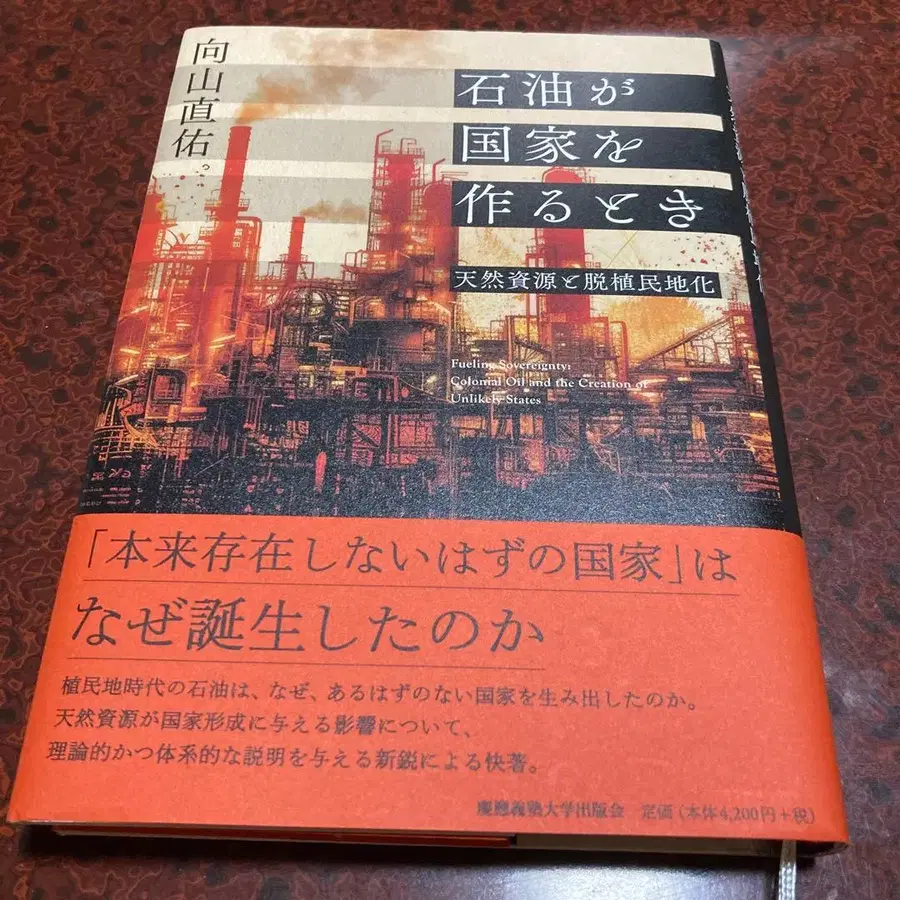 向山直佑。
石油が
国家を
作るとき
天然資源と脱植民地化
Fueling Sovereignty:
Colonial Oil and the Creation of
Unlikely States
「本来存在しないはずの国家」は
なぜ誕生したのか
植民地時代の石油は、なぜ、あるはずのない国家を生み出したのか。
天然資源が国家形成に与える影響について、
理論的かつ体系的な説明を与える新鋭による快著。
慶應義塾大学出版会 定価(本体4,200円+税)